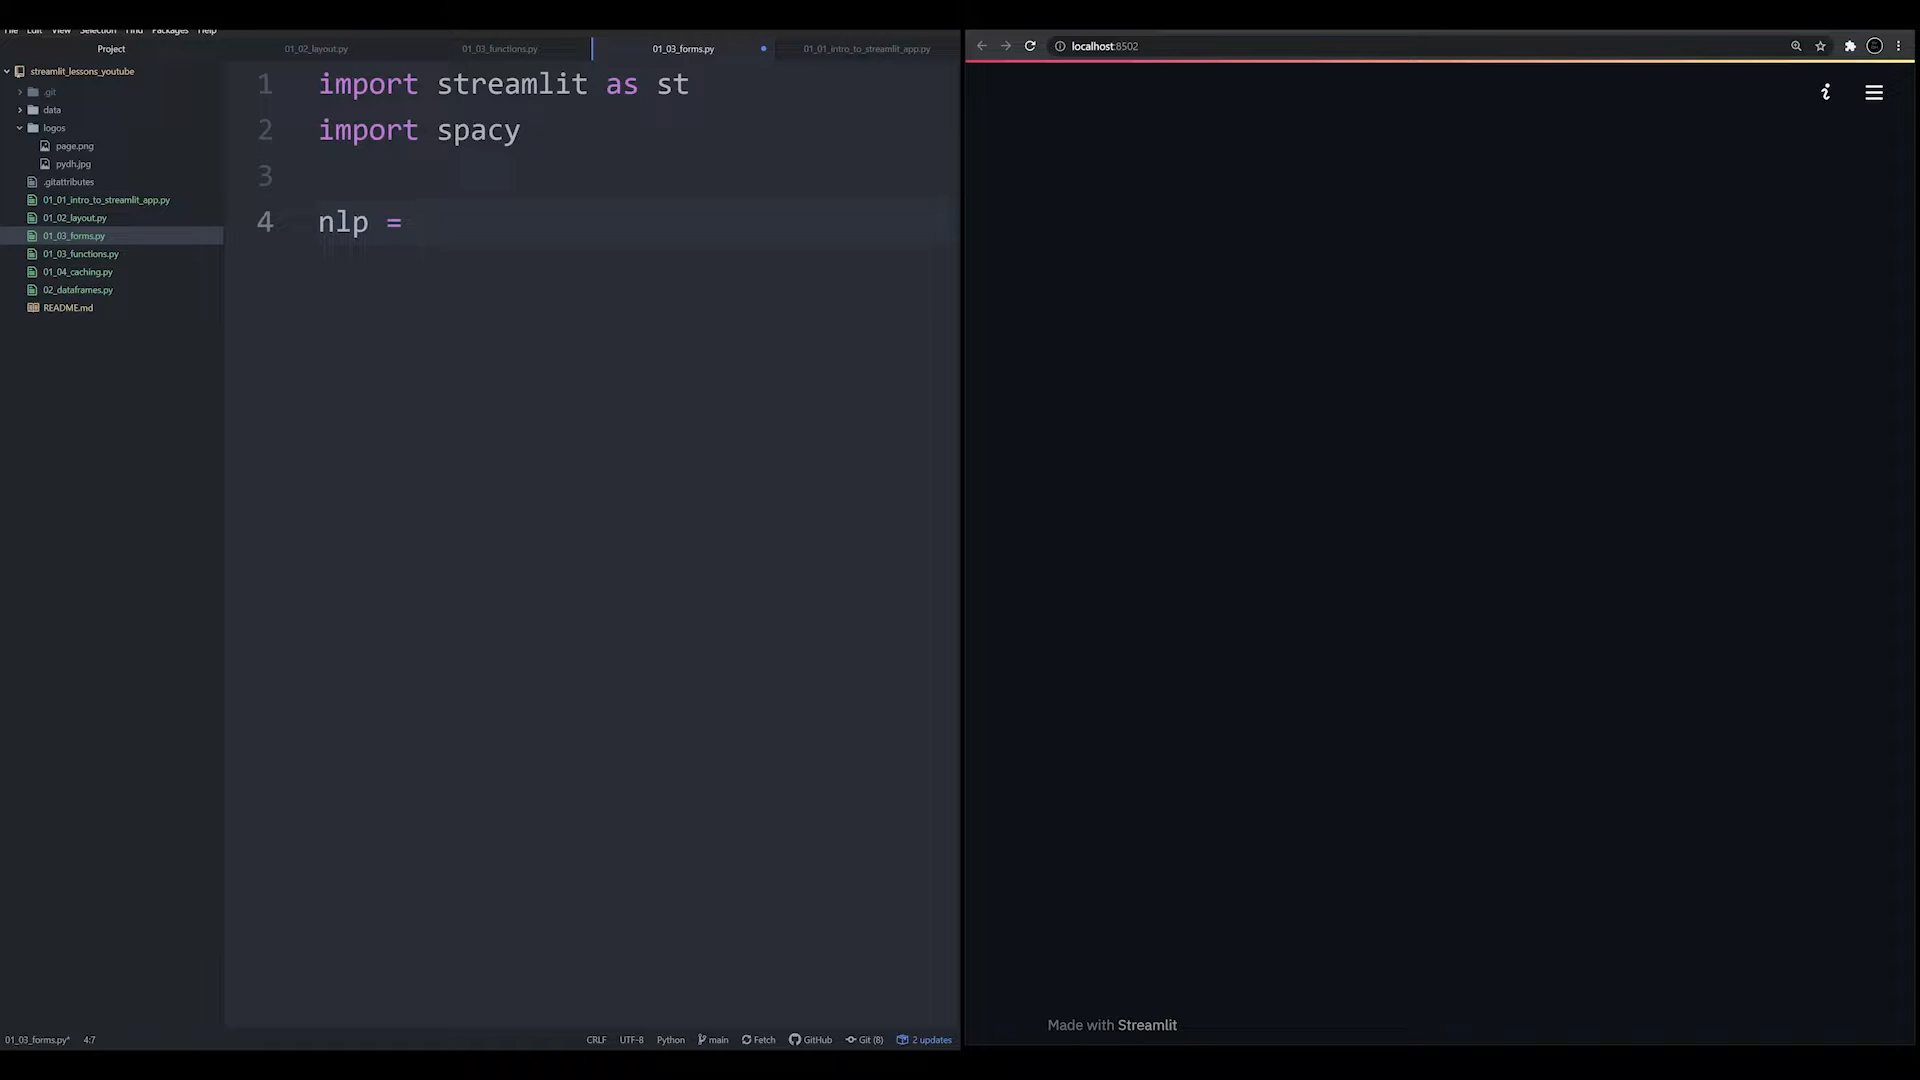 File Edit View Selection Find Packages Help
Project
01_02_layout.py
01_03_functions.py
01_03_forms.py
01_01_intro_to_streamlit_app.py
localhost:8502
streamlit_lessons_youtube
.git
data
logos
page.png
pydh.jpg
.gitattributes
01_01_intro_to_streamlit_app.py
01_02_layout.py
01_03_forms.py
01_03_functions.py
01_04_caching.py
02_dataframes.py
README.md
1 import streamlit as st
2 import spacy
3
4 nlp =
Made with Streamlit
01_03_forms.py* 4:7
CRLF UTF-8 Python main Fetch GitHub Git (8) 2 updates